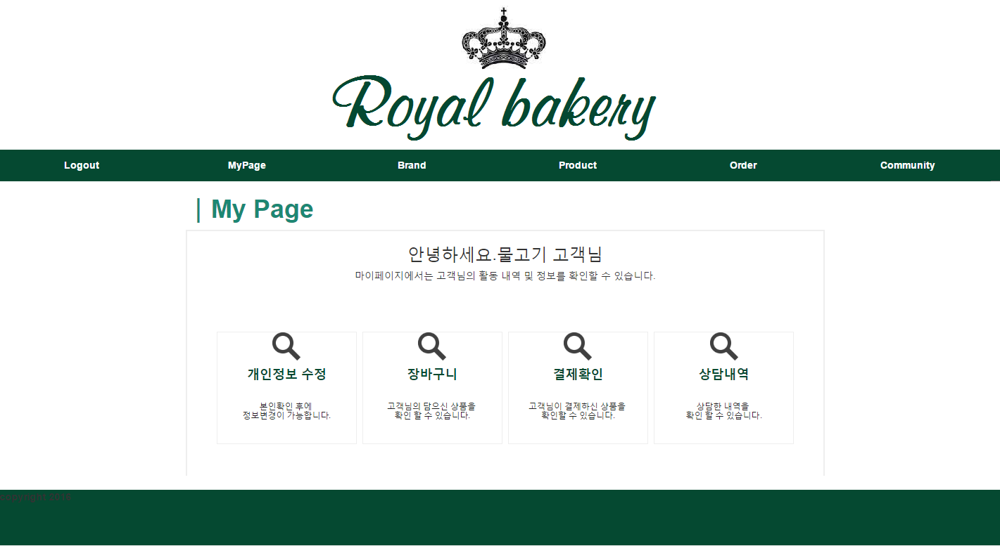 Royal bakery
Logout MyPage Brand Product Order Community
| My Page
안녕하세요.물고기 고객님
마이페이지에서는 고객님의 활동 내역 및 정보를 확인할 수 있습니다.
개인정보 수정
본인확인 후에
정보변경이 가능합니다.
장바구니
고객님의 담으신 상품을
확인 할 수 있습니다.
결제확인
고객님이 결제하신 상품을
확인할 수 있습니다.
상담내역
상담한 내역을
확인 할 수 있습니다.
copyright